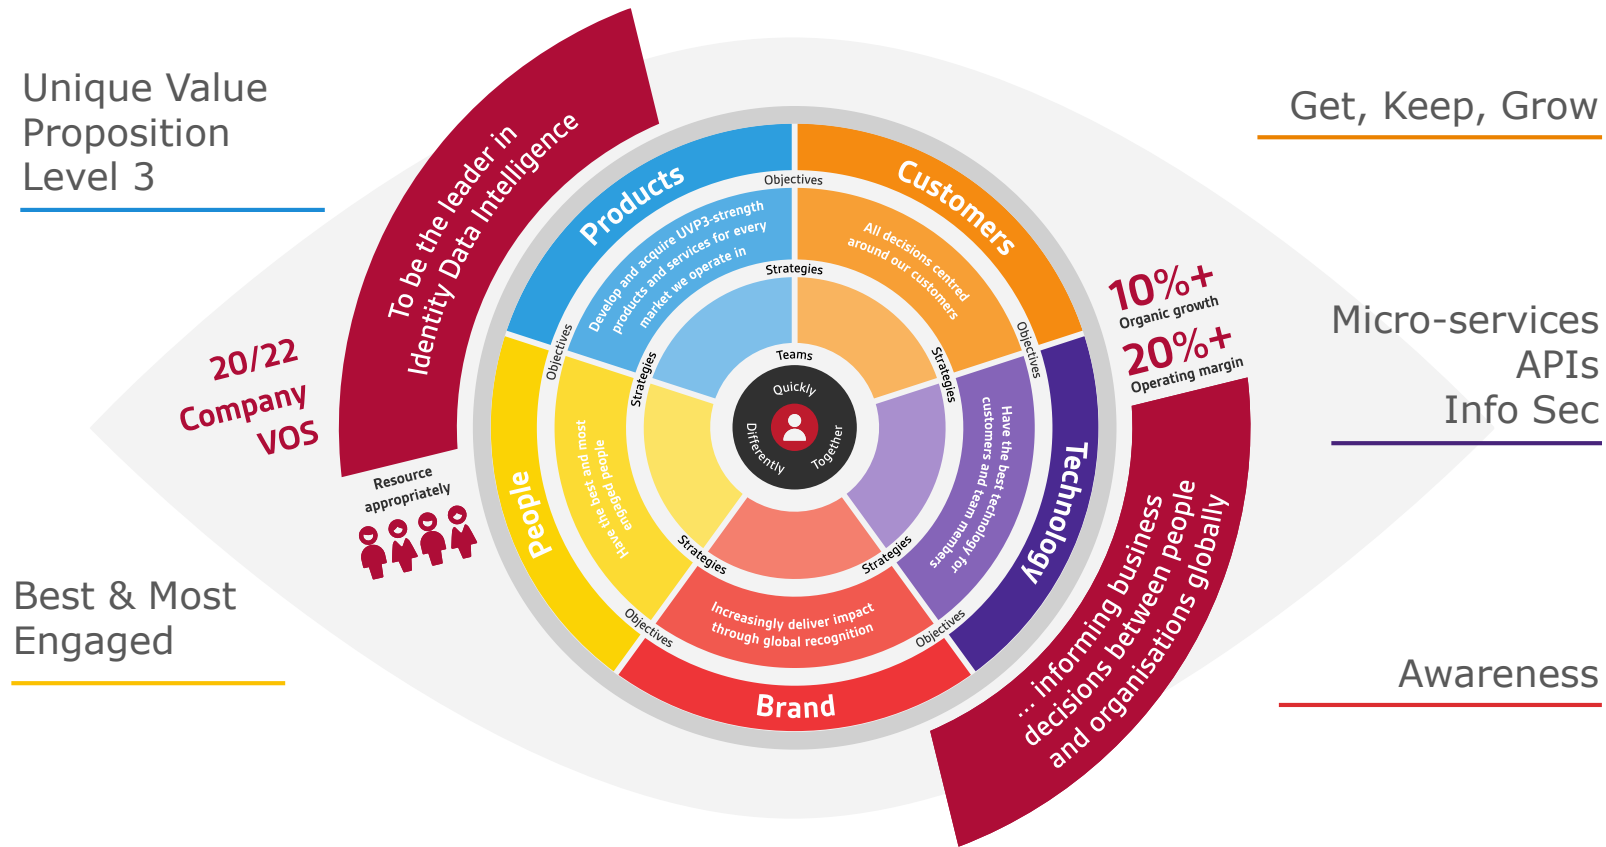 Unique Value
Proposition
Level 3
To be the leader in
Identity Data Intelligence
20/22
Company
VOS
Resource
appropriately
Best & Most
Engaged
Products
Objectives
Develop and acquire UVP3-strength
products and services for every
market we operate in
Strategies
Customers
All decisions centred
around our customers
Objectives
Strategies
Technology
Have the best technology for
customers and team members
Objectives
Strategies
Brand
Increasingly deliver impact
through global recognition
Objectives
Strategies
People
Have the best and most
engaged people
Objectives
Strategies
Teams
Quickly
Together
Differently
10%+
Organic growth
20%+
Operating margin
... informing business
decisions between people
and organisations globally
Get, Keep, Grow
Micro-services
APIs
Info Sec
Awareness